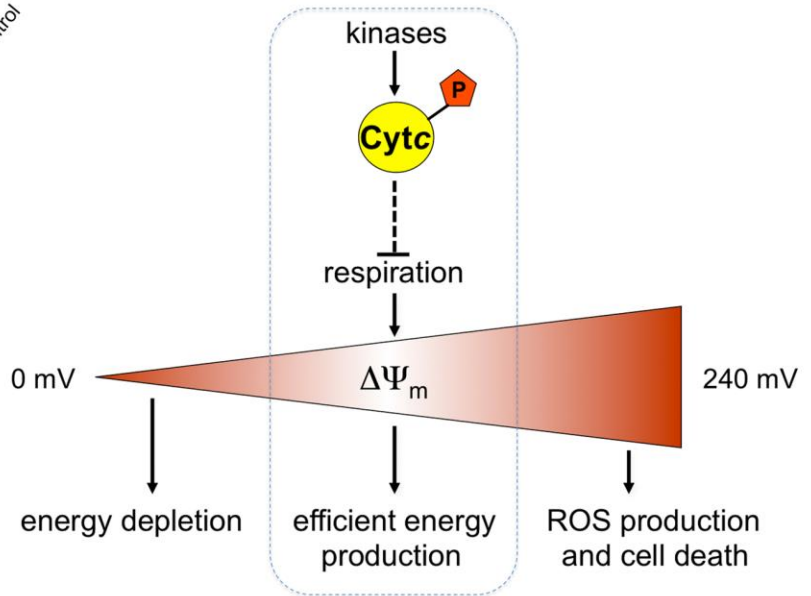 kinases
P
Cytc
respiration
0 mV
ΔΨm
240 mV
energy depletion
efficient energy
production
ROS production
and cell death